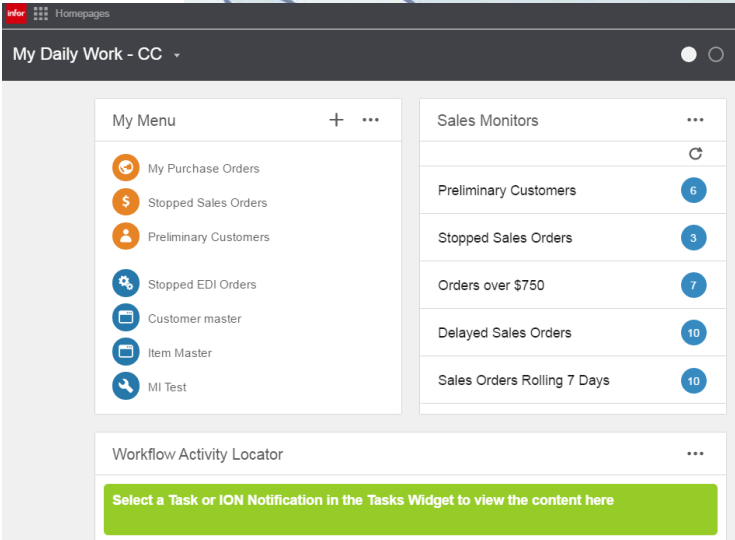 infor Homepages
My Daily Work - CC
My Menu
My Purchase Orders
$ Stopped Sales Orders
Preliminary Customers
Stopped EDI Orders
Customer master
Item Master
MI Test
Sales Monitors
Preliminary Customers 6
Stopped Sales Orders 3
Orders over $750 7
Delayed Sales Orders 10
Sales Orders Rolling 7 Days 10
Workflow Activity Locator
Select a Task or ION Notification in the Tasks Widget to view the content here